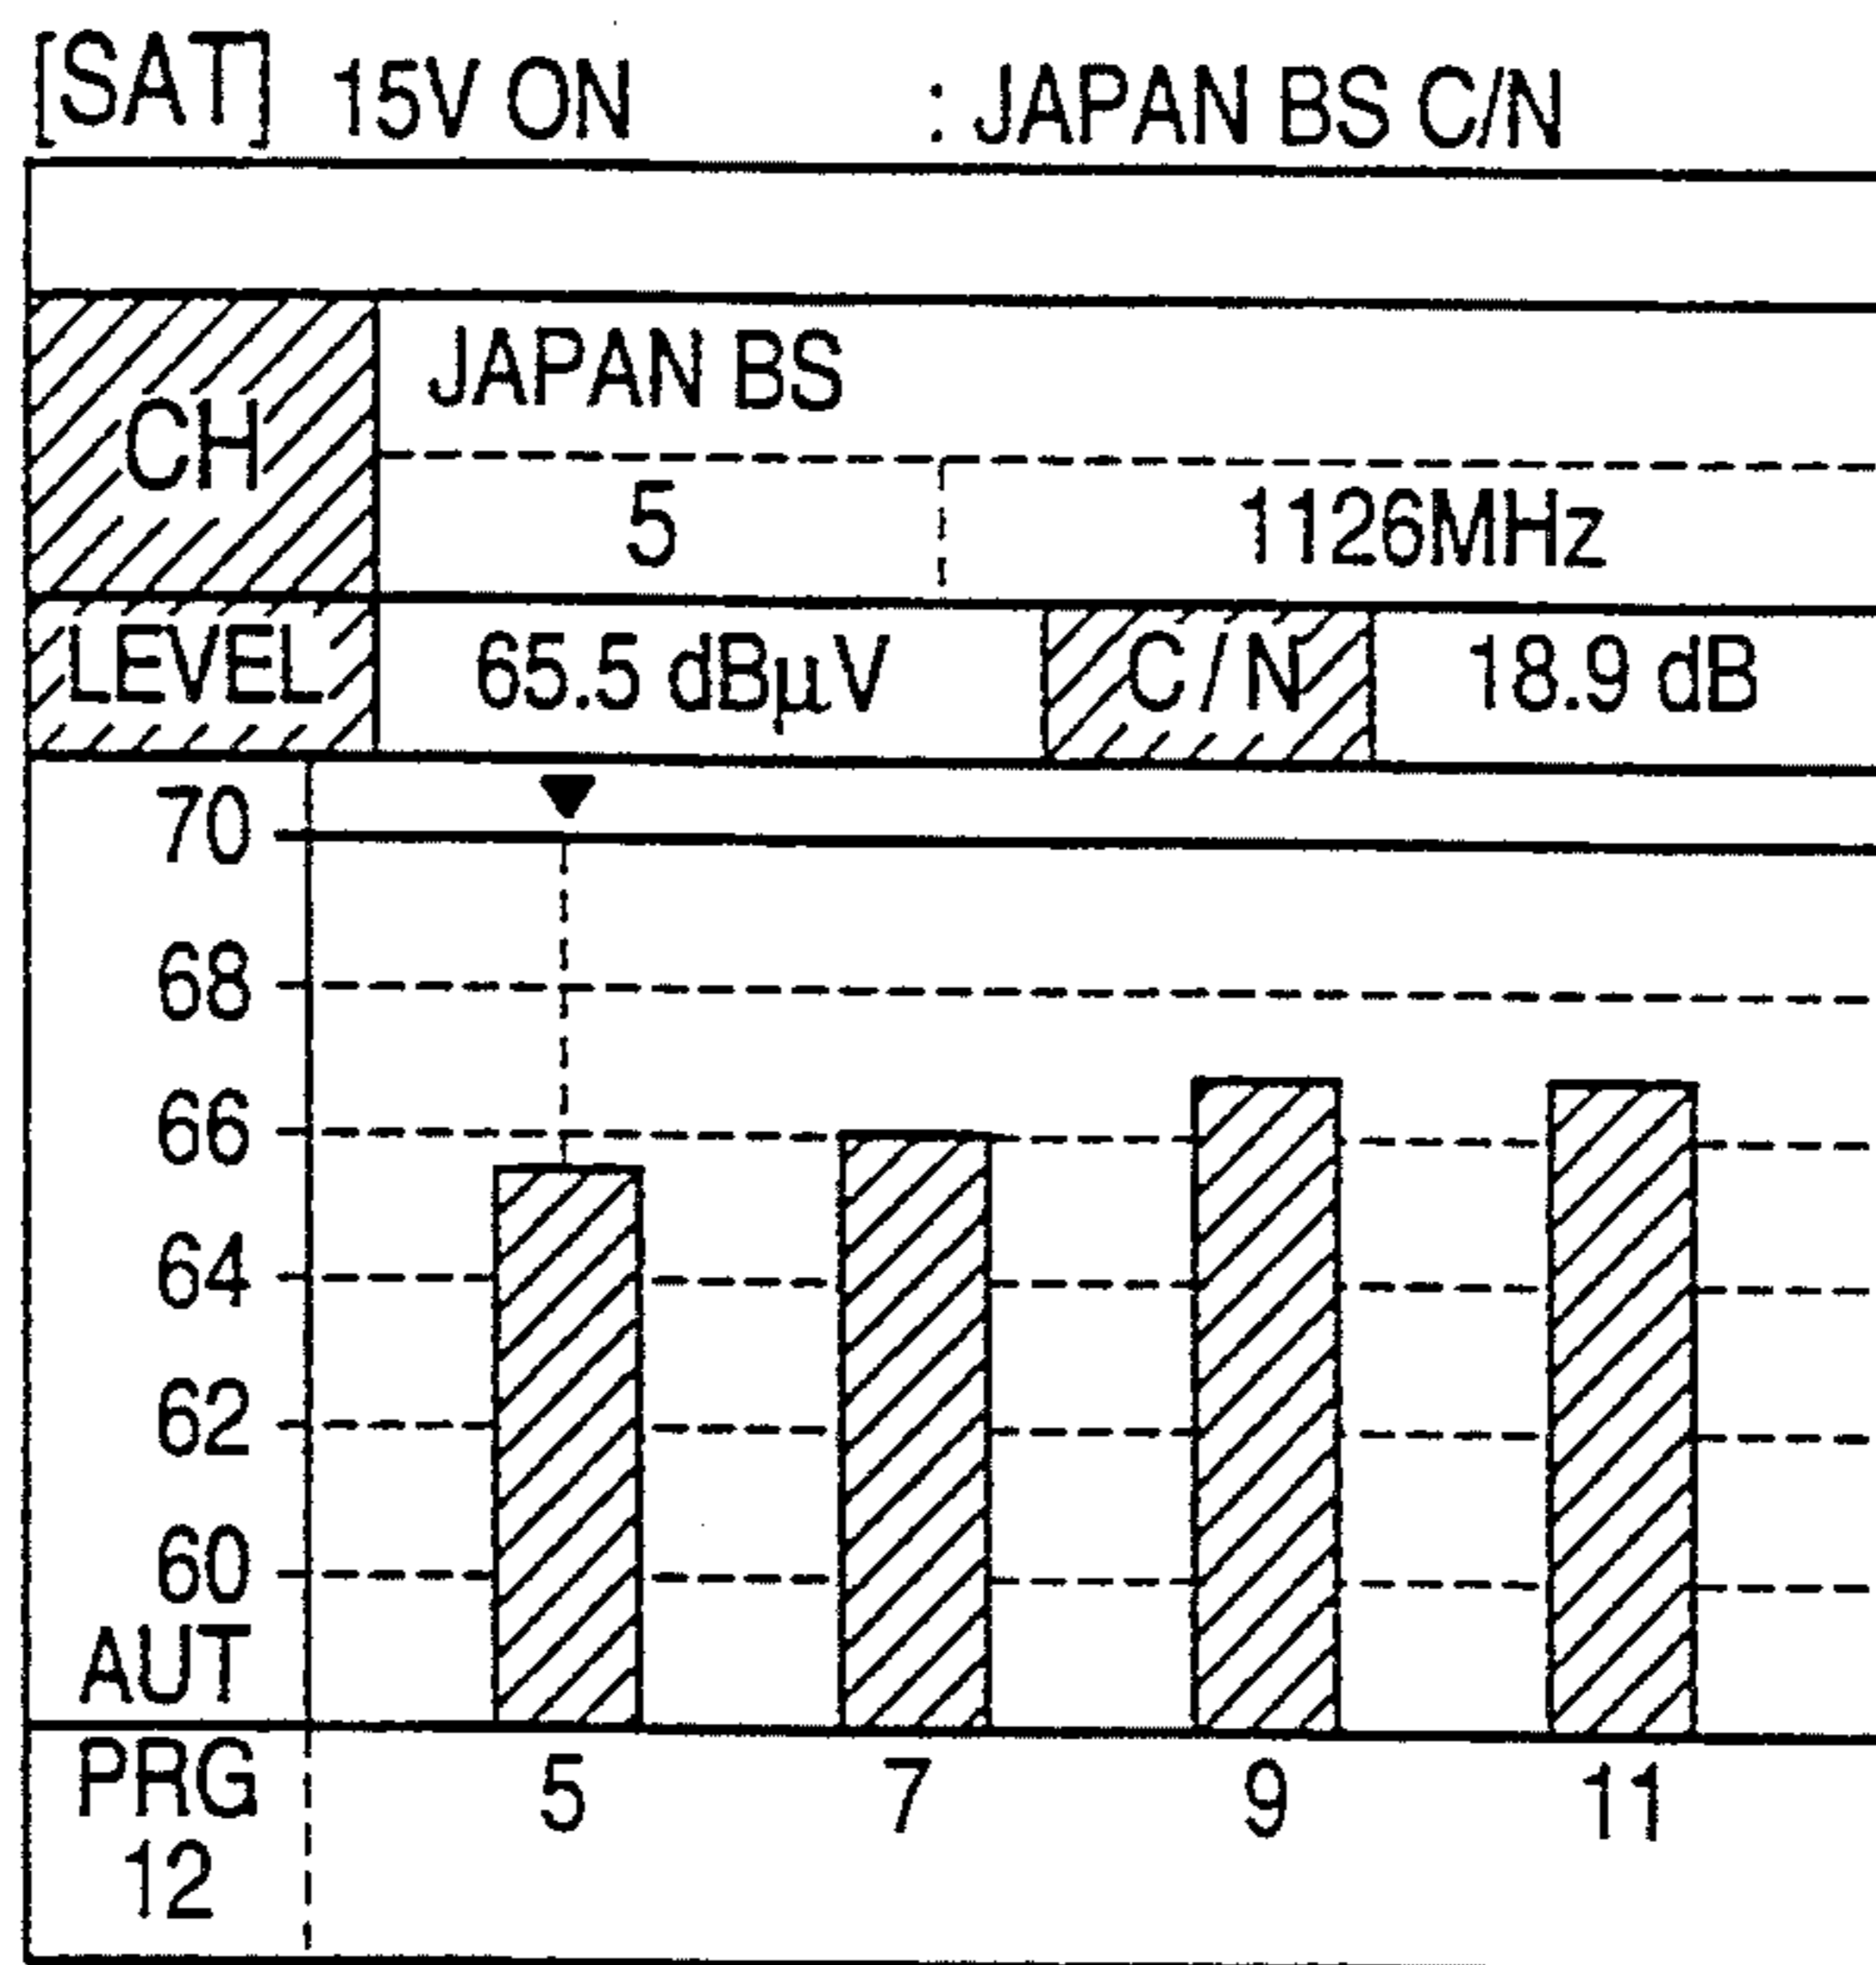 [SAT] 15V ON : JAPAN BS C/N
JAPAN BS
CH
5 1126MHz
LEVEL 65.5 dBµV C/N 18.9 dB
70
68
66
64
62
60
AUT
PRG 5 7 9 11
12